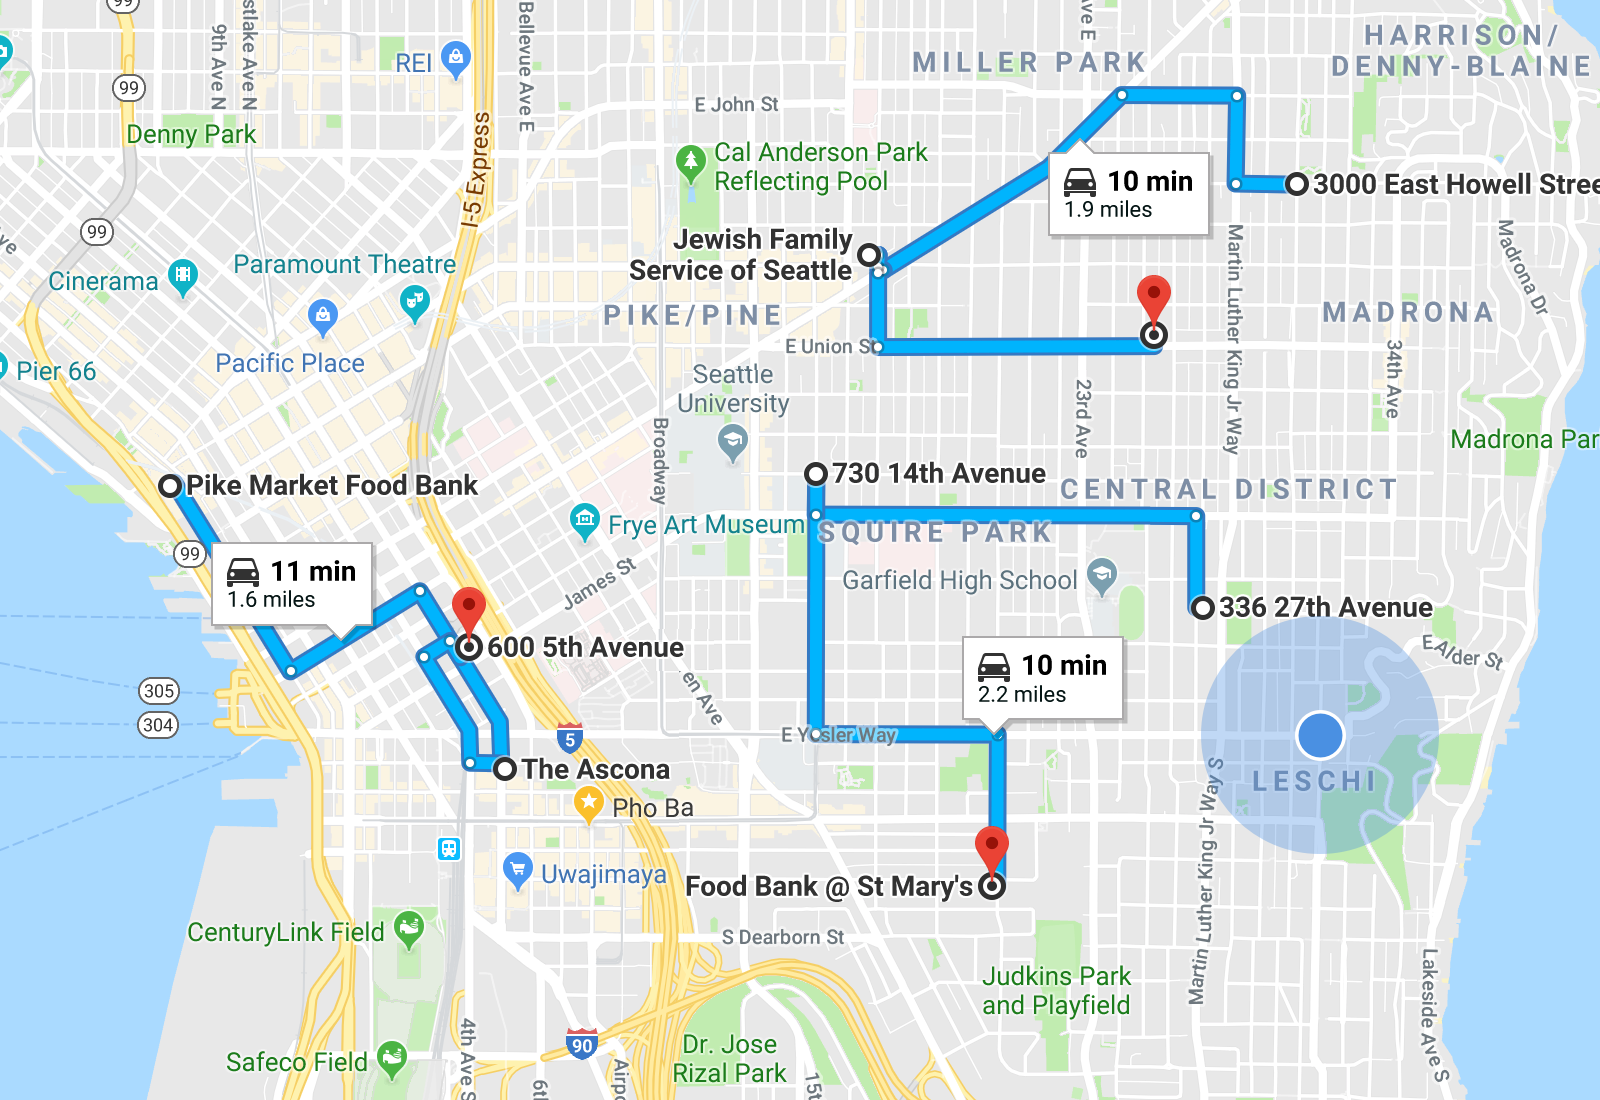 99
9th Ave N
stlake Ave N
Bellevue Ave E
Ave E
HARRISON/
DENNY-BLAINE
MILLER PARK
REI
99
E John St
Denny Park
I-5 Express
Cal Anderson Park
Reflecting Pool
10 min
1.9 miles
3000 East Howell Stree
99
Jewish Family
Service of Seattle
Cinerama
Paramount Theatre
Martin Luther King Jr Way
Madrona Dr
PIKE/PINE
MADRONA
E Union St
Pacific Place
Pier 66
Seattle
University
23rd Ave
34th Ave
Broadway
Madrona Par
Pike Market Food Bank
730 14th Avenue
CENTRAL DISTRICT
Frye Art Museum
SQUIRE PARK
99
11 min
1.6 miles
James St
Garfield High School
336 27th Avenue
600 5th Avenue
E Alder St
10 min
2.2 miles
305
304
en Ave
5
E Yesler Way
The Ascona
LESCHI
Pho Ba
Martin Luther King Jr Way S
Uwajimaya
Food Bank @ St Mary's
CenturyLink Field
S Dearborn St
Judkins Park
and Playfield
Lakeside Ave S
4th Ave S
90
Safeco Field
Dr. Jose
Rizal Park
6th
Airpo
15t